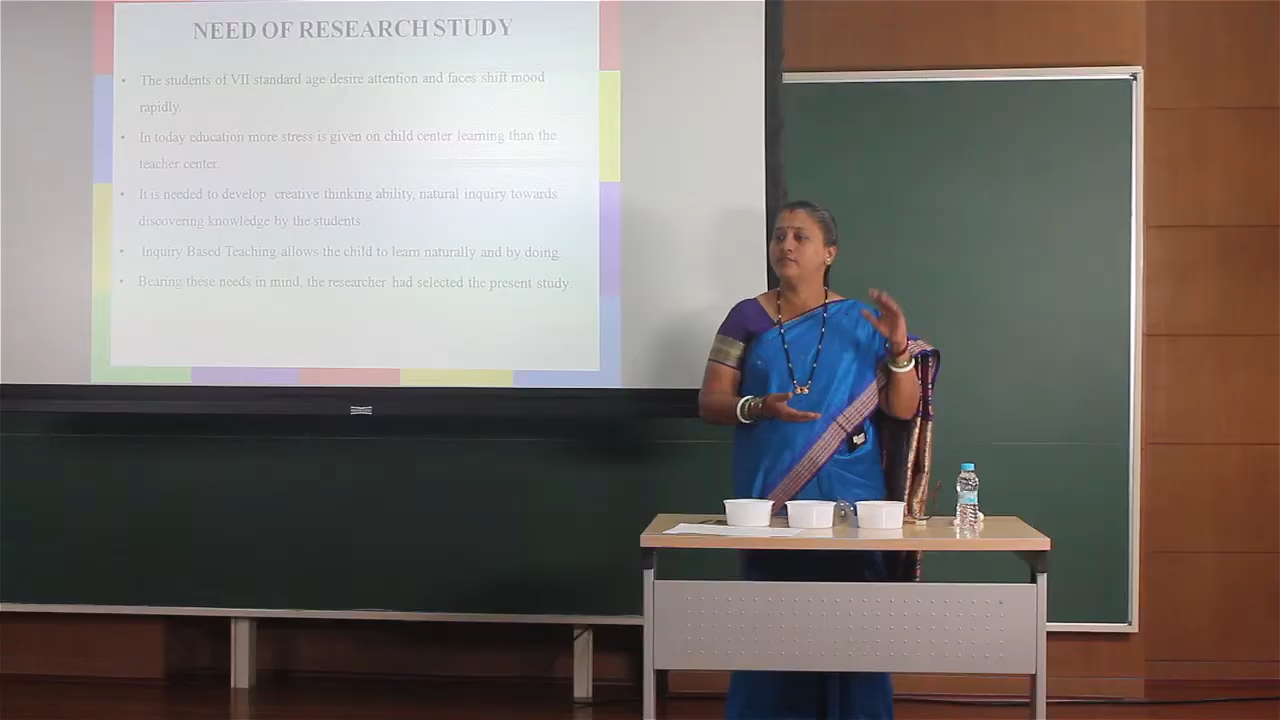 NEED OF RESEARCH STUDY
• The students of VII standard age desire attention and faces shift mood
rapidly.
• In today education more stress is given on child center learning than the
teacher center.
• It is needed to develop creative thinking ability, natural inquiry towards
discovering knowledge by the students.
• Inquiry Based Teaching allows the child to learn naturally and by doing.
• Bearing these needs in mind, the researcher had selected the present study.